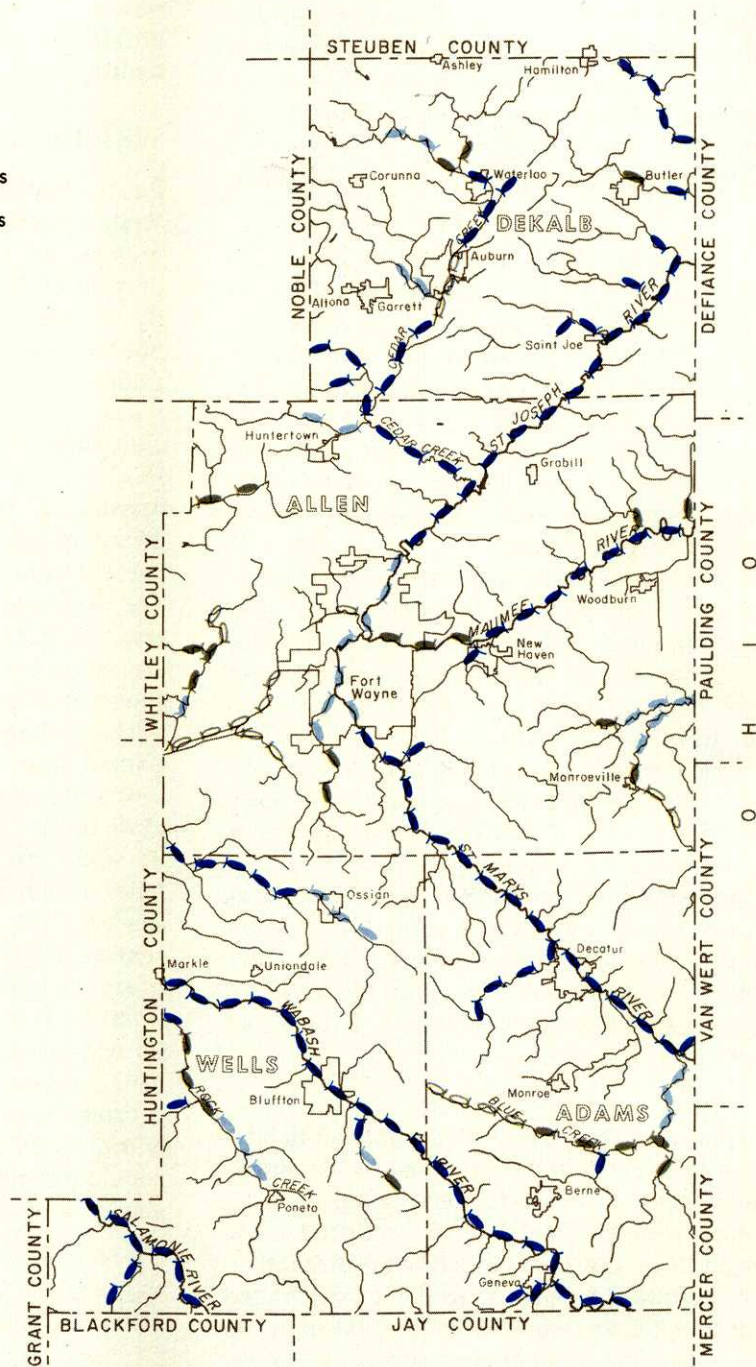 STEUBEN COUNTY
Ashley
Hamilton
s
s
NOBLE COUNTY
Corunna
Waterloo
Butler
DEFIANCE COUNTY
DEKALB
CREEK
Auburn
Altona
Garrett
CEDAR
Saint Joe
RIVER
ST. JOSEPH
Huntertown
CEDAR CREEK
Grabill
ALLEN
WHITLEY COUNTY
PAULDING COUNTY
OHIO
RIVER
MAUMEE
Woodburn
New
Haven
Fort
Wayne
Monroeville
HUNTINGTON COUNTY
ST. MARYS
RIVER
VAN WERT COUNTY
Ossian
Markle
Uniondale
Decatur
WABASH
RIVER
WELLS
Bluffton
ROCK
CREEK
Monroe
BLUE
CREEK
ADAMS
Berne
Poneto
Geneva
MERCER COUNTY
GRANT COUNTY
SALAMONIE RIVER
BLACKFORD COUNTY
JAY COUNTY